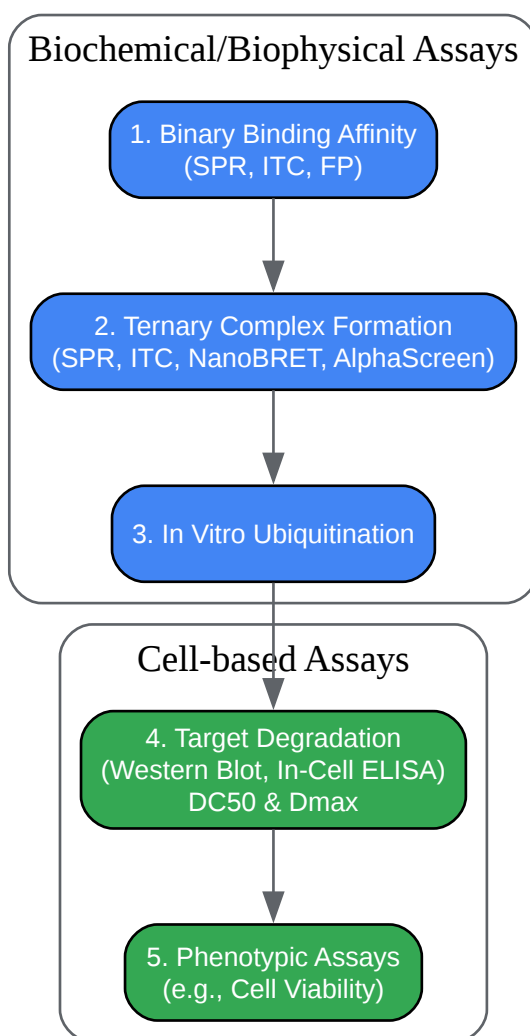 Biochemical/Biophysical Assays
1. Binary Binding Affinity
(SPR, ITC, FP)
2. Ternary Complex Formation
(SPR, ITC, NanoBRET, AlphaScreen)
3. In Vitro Ubiquitination
Cell-based Assays
4. Target Degradation
(Western Blot, In-Cell ELISA)
DC50 & Dmax
5. Phenotypic Assays
(e.g., Cell Viability)